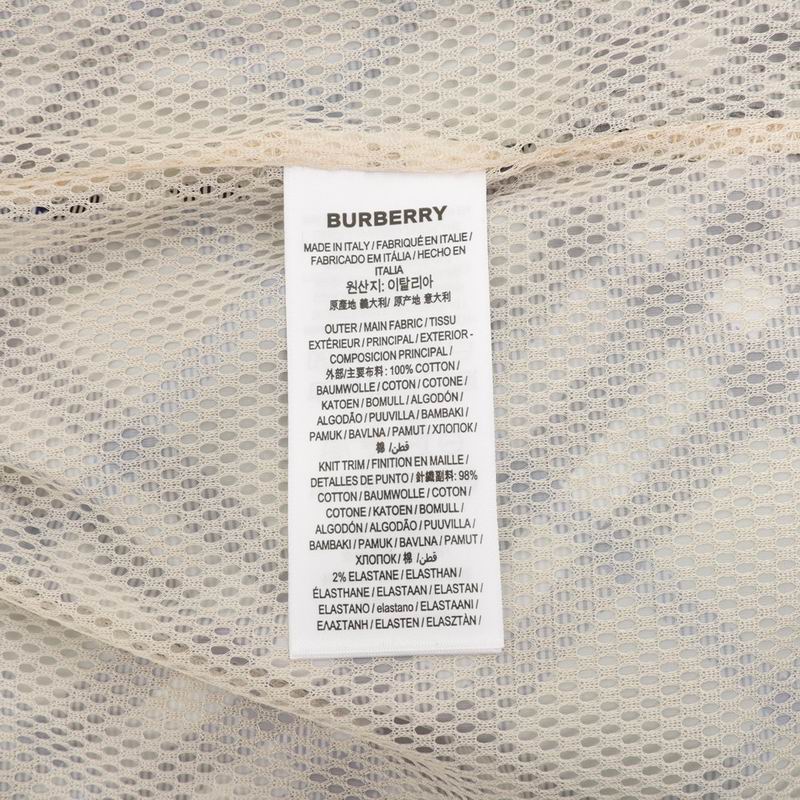 BURBERRY
MADE IN ITALY / FABRIQUÉ EN ITALIE /
FABRICADO EM ITÁLIA / HECHO EN
ITALIA
원산지: 이탈리아
原產地 義大利/ 原产地 意大利
OUTER / MAIN FABRIC / TISSU
EXTÉRIEUR / PRINCIPAL / EXTERIOR -
COMPOSICION PRINCIPAL /
外部/主要布料: 100% COTTON /
BAUMWOLLE / COTON / COTONE /
KATOEN / BOMULL / ALGODÓN /
ALGODÃO / PUUVILLA / BAMBAKI /
PAMUK / BAVLNA / PAMUT / ХЛОПОК /
棉 /قطن /
KNIT TRIM / FINITION EN MAILLE /
DETALLES DE PUNTO / 針織副料: 98%
COTTON / BAUMWOLLE / COTON /
COTONE / KATOEN / BOMULL /
ALGODÓN / ALGODÃO / PUUVILLA /
BAMBAKI / PAMUK / BAVLNA / PAMUT /
ХЛОПОК/ 棉 /قطن /
2% ELASTANE / ELASTHAN /
ÉLASTHANE / ELASTAAN / ELASTAN /
ELASTANO / elastano / ELASTAANI /
ΕΛΑΣΤΑΝΗ / ELASTEN / ELASZTÁN /